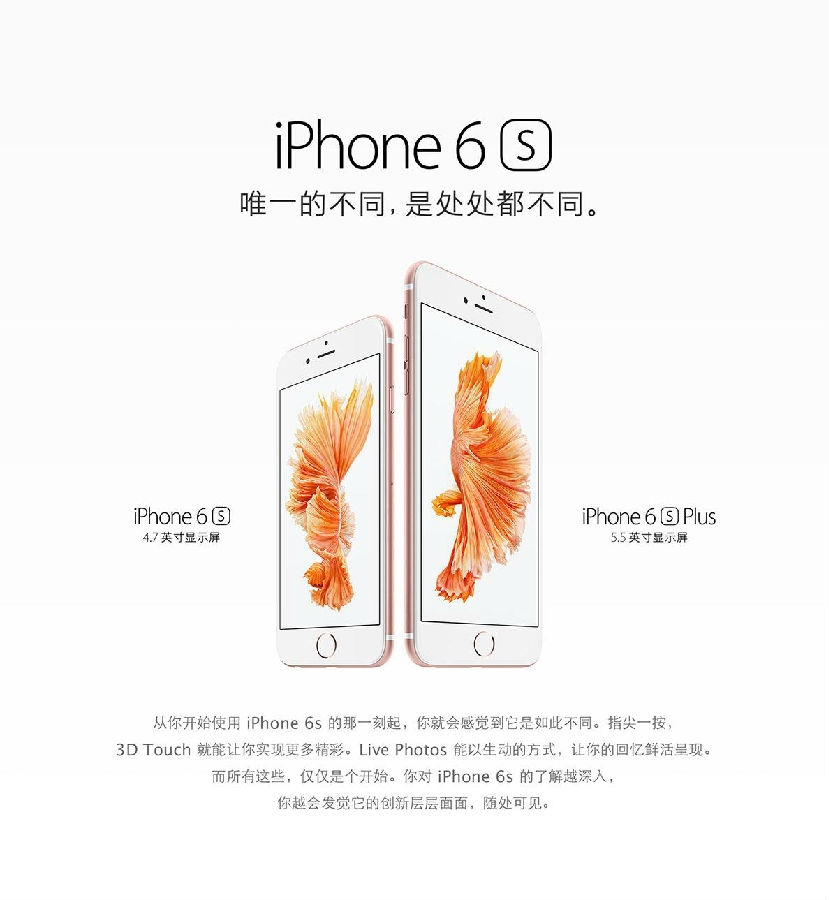 iPhone 6 S
唯一的不同，是处处都不同。
iPhone 6 S
4.7 英寸显示屏
iPhone 6 S Plus
5.5 英寸显示屏
从你开始使用 iPhone 6s 的那一刻起，你就会感觉到它是如此不同。指尖一按，
3D Touch 就能让你实现更多精彩。Live Photos 能以生动的方式，让你的回忆鲜活呈现。
而所有这些，仅仅是个开始。你对 iPhone 6s 的了解越深入，
你越会发觉它的创新层层面面，随处可见。